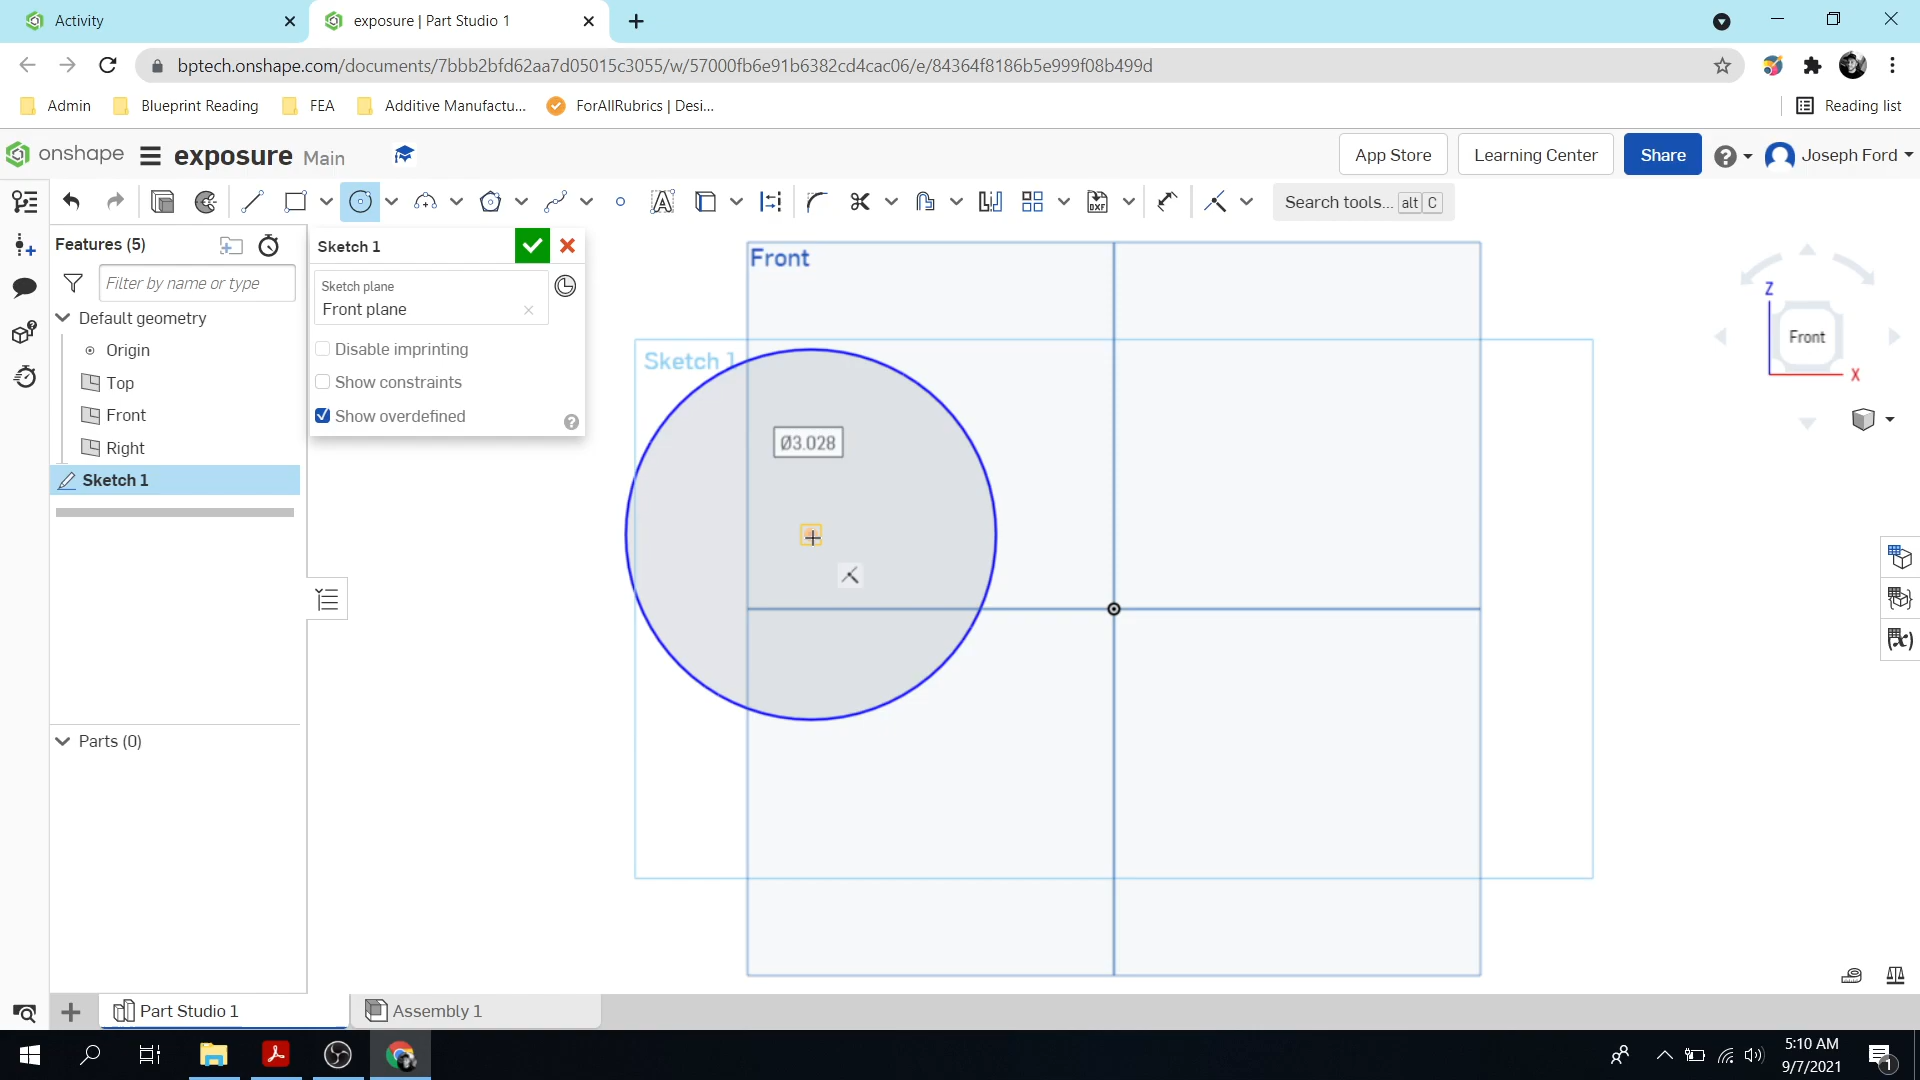 Activity
exposure | Part Studio 1
bptech.onshape.com/documents/7bbb2bfd62aa7d05015c3055/w/57000fb6e91b6382cd4cac06/e/84364f8186b5e999f08b499d
Admin
Blueprint Reading
FEA
Additive Manufactu...
ForAllRubrics | Desi...
Reading list
onshape
exposure Main
App Store
Learning Center
Share
Joseph Ford
Search tools... alt C
Features (5)
Filter by name or type
Default geometry
Origin
Top
Front
Right
Sketch 1
Parts (0)
Sketch 1
Sketch plane
Front plane
Disable imprinting
Show constraints
Show overdefined
Front
Sketch 1
Ø3.028
Z
Front
X
Part Studio 1
Assembly 1
5:10 AM
9/7/2021
1